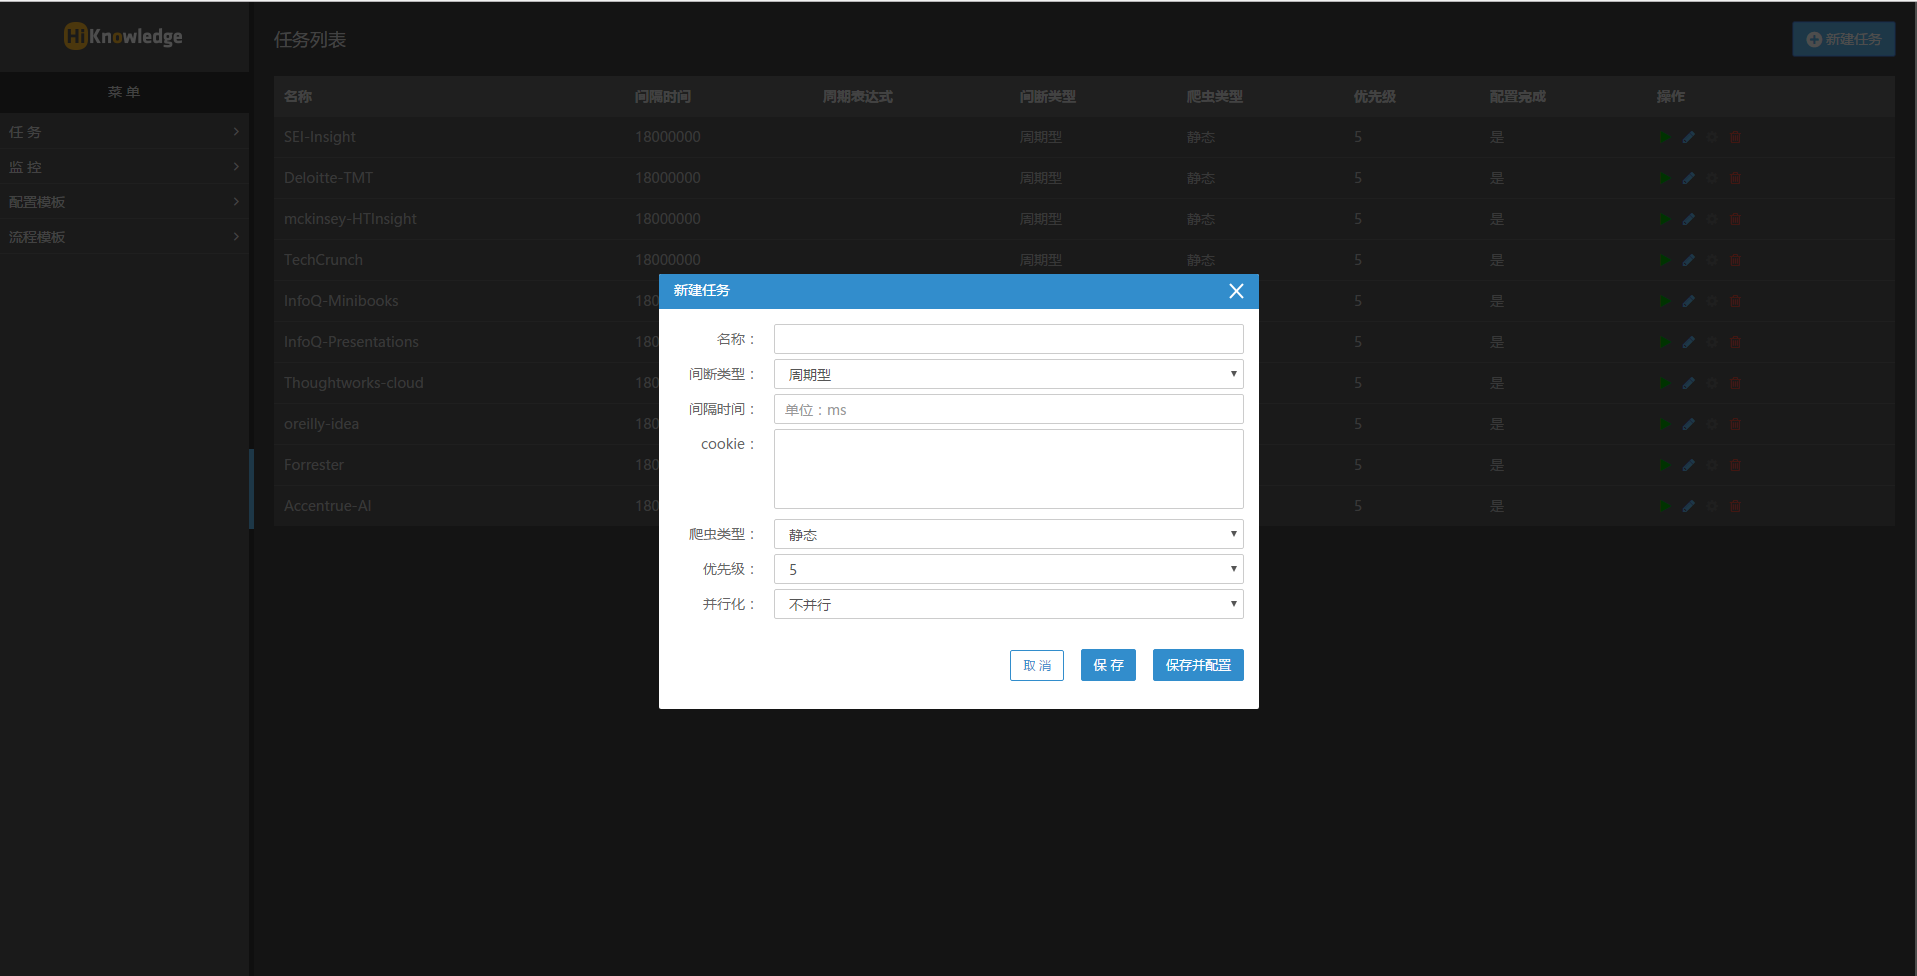 HiKnowledge
菜 单
任 务
监 控
配置模板
流程模板
任务列表
新建任务
名称 间隔时间 周期表达式 间断类型 爬虫类型 优先级 配置完成 操作
SEI-Insight 18000000 周期型 静态 5 是
Deloitte-TMT 18000000 周期型 静态 5 是
mckinsey-HTInsight 18000000 周期型 静态 5 是
TechCrunch 18000000 周期型 静态 5 是
InfoQ-Minibooks 180 5 是
InfoQ-Presentations 180 5 是
Thoughtworks-cloud 180 5 是
oreilly-idea 180 5 是
Forrester 180 5 是
Accentrue-AI 180 5 是
新建任务
名称：
间断类型： 周期型
间隔时间： 单位：ms
cookie：
爬虫类型： 静态
优先级： 5
并行化： 不并行
取 消 保 存 保存并配置